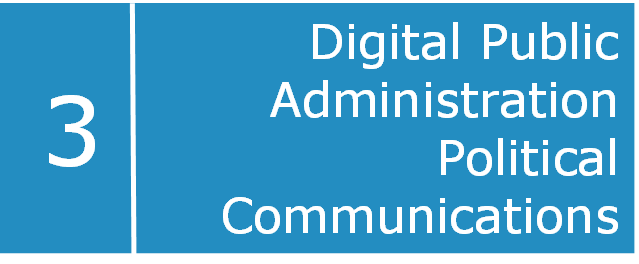 3
Digital Public
Administration
Political
Communications